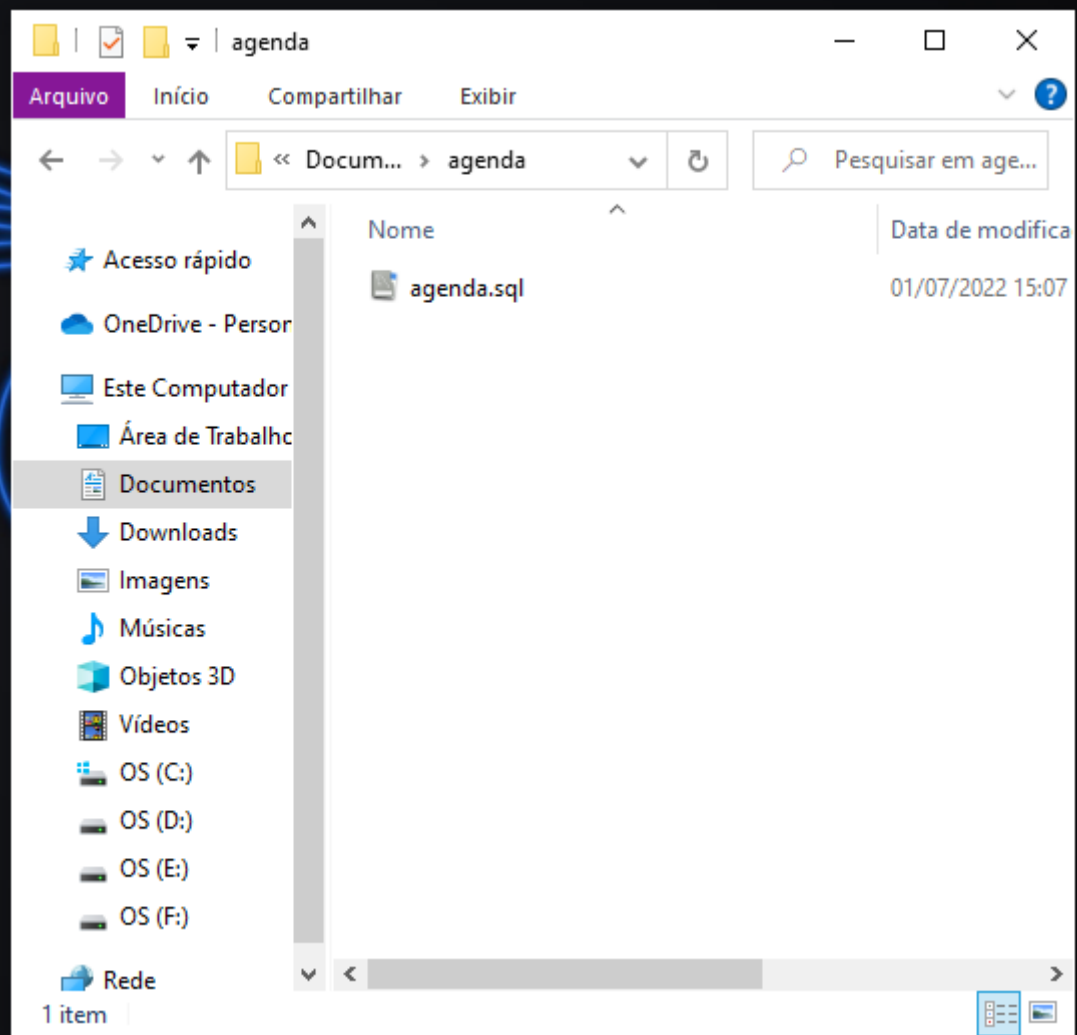 agenda
Arquivo Início Compartilhar Exibir
« Docum... › agenda
Pesquisar em age...
Nome
Data de modifica
agenda.sql
01/07/2022 15:07
Acesso rápido
OneDrive - Person
Este Computador
Área de Trabalho
Documentos
Downloads
Imagens
Músicas
Objetos 3D
Vídeos
OS (C:)
OS (D:)
OS (E:)
OS (F:)
Rede
1 item